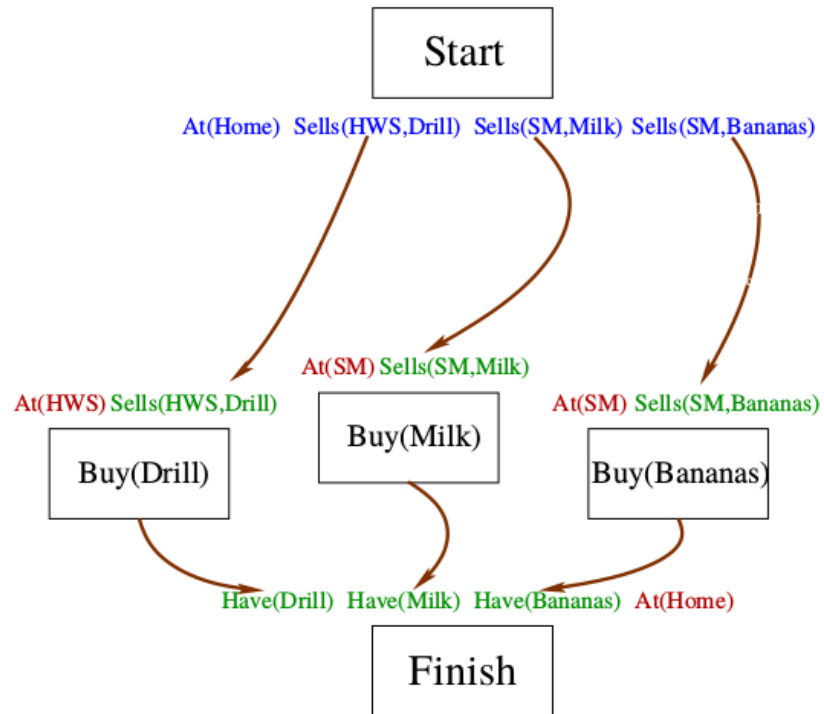 Start
At(Home) Sells(HWS,Drill) Sells(SM,Milk) Sells(SM,Bananas)
At(SM) Sells(SM,Milk)
At(HWS) Sells(HWS,Drill)
At(SM) Sells(SM,Bananas)
Buy(Milk)
Buy(Drill)
Buy(Bananas)
Have(Drill) Have(Milk) Have(Bananas) At(Home)
Finish